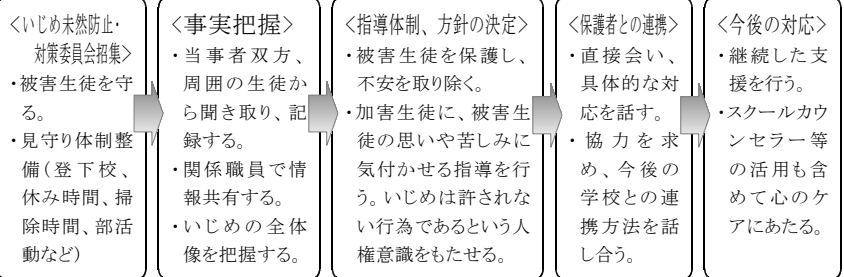 <いじめ未然防止・
対策委員会招集>
・被害生徒を守
る。
・見守り体制整
備(登下校、
休み時間、掃
除時間、部活
動など)
<事実把握>
・当事者双方、
周囲の生徒か
ら聞き取り、記
録する。
・関係職員で情
報共有する。
・いじめの全体
像を把握する。
<指導体制、方針の決定>
・被害生徒を保護し、
不安を取り除く。
・加害生徒に、被害生
徒の思いや苦しみに
気付かせる指導を行
う。いじめは許されな
い行為であるという人
権意識をもたせる。
<保護者との連携>
・直接会い、
具体的な対
応を話す。
・協力を求
め、今後の
学校との連
携方法を話
し合う。
<今後の対応>
・継続した支
援を行う。
・スクールカウ
ンセラー等
の活用も含
めて心のケ
アにあたる。